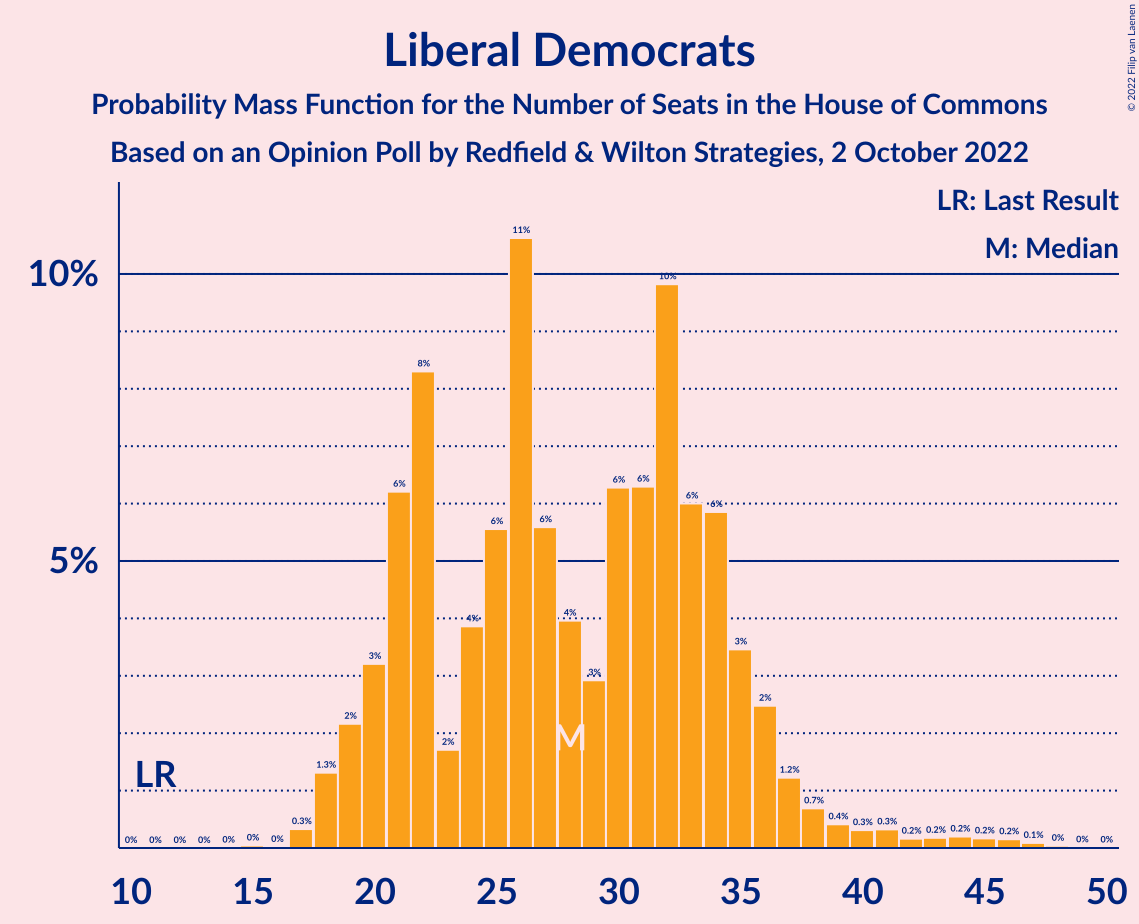 Liberal Democrats
Probability Mass Function for the Number of Seats in the House of Commons
Based on an Opinion Poll by Redfield & Wilton Strategies, 2 October 2022
© 2022 Filip van Laenen
LR: Last Result
M: Median
10%
5%
LR
M
0% 0% 0% 0% 0% 0% 0% 0.3% 1.3% 2% 3% 6% 8% 2% 4% 6% 11% 6% 4% 3% 6% 6% 10% 6% 6% 3% 2% 1.2% 0.7% 0.4% 0.3% 0.3% 0.2% 0.2% 0.2% 0.2% 0.2% 0.1% 0% 0% 0%
10 15 20 25 30 35 40 45 50